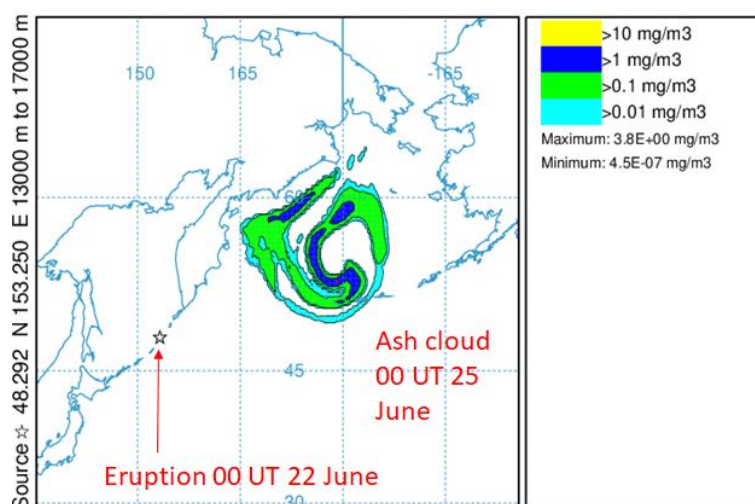 150
165
-165
60
45
30
Source ☆ 48.292 N 153.250 E 13000 m to 17000 m
Ash cloud
00 UT 25
June
Eruption 00 UT 22 June
>10 mg/m3
>1 mg/m3
>0.1 mg/m3
>0.01 mg/m3
Maximum: 3.8E+00 mg/m3
Minimum: 4.5E-07 mg/m3